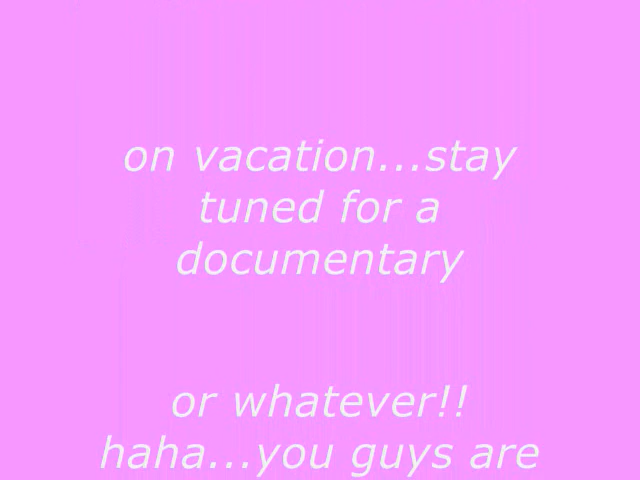 on vacation...stay
tuned for a
documentary
or whatever!!
haha...you guys are